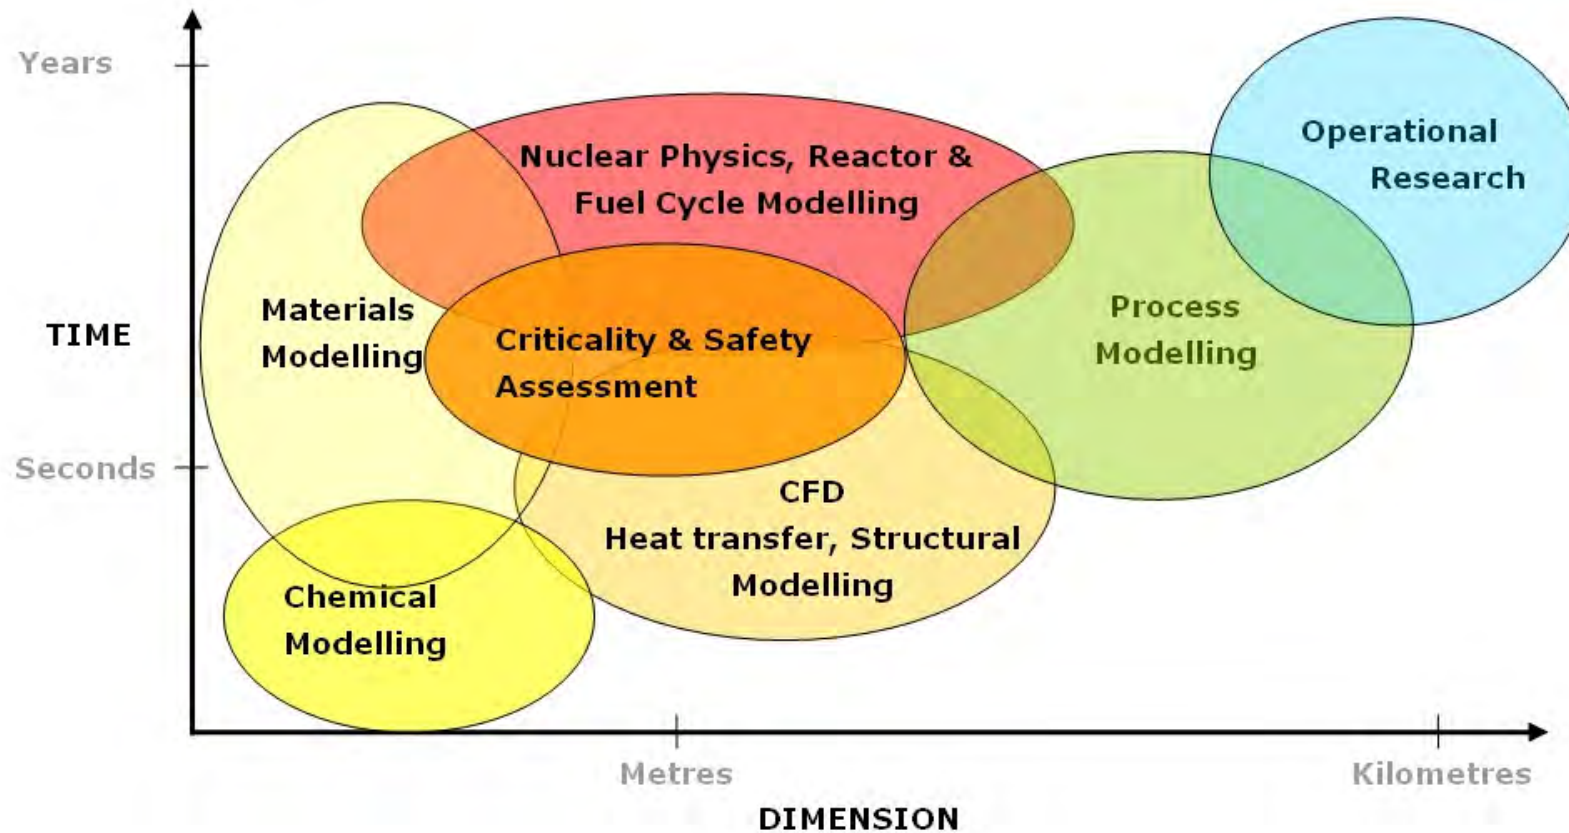 Years
Operational
Research
Nuclear Physics, Reactor &
Fuel Cycle Modelling
Materials
Modelling
Process
Modelling
TIME
Criticality & Safety
Assessment
Seconds
CFD
Heat transfer, Structural
Modelling
Chemical
Modelling
Metres
Kilometres
DIMENSION